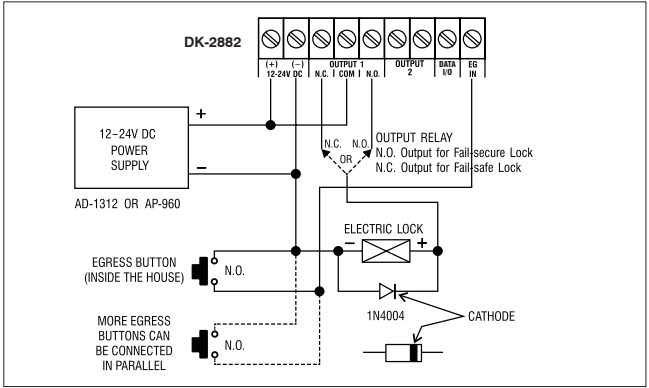 DK-2882
(+) (−)
12-24V DC
OUTPUT 1
N.C. COM N.O.
OUTPUT
2
DATA
I/O
EG
IN
+
12-24V DC
POWER
SUPPLY
−
AD-1312 OR AP-960
N.C. N.O.
OR
OUTPUT RELAY
N.O. Output for Fail-secure Lock
N.C. Output for Fail-safe Lock
ELECTRIC LOCK
− +
EGRESS BUTTON
(INSIDE THE HOUSE)
N.O.
1N4004
CATHODE
MORE EGRESS
BUTTONS CAN
BE CONNECTED
IN PARALLEL
N.O.